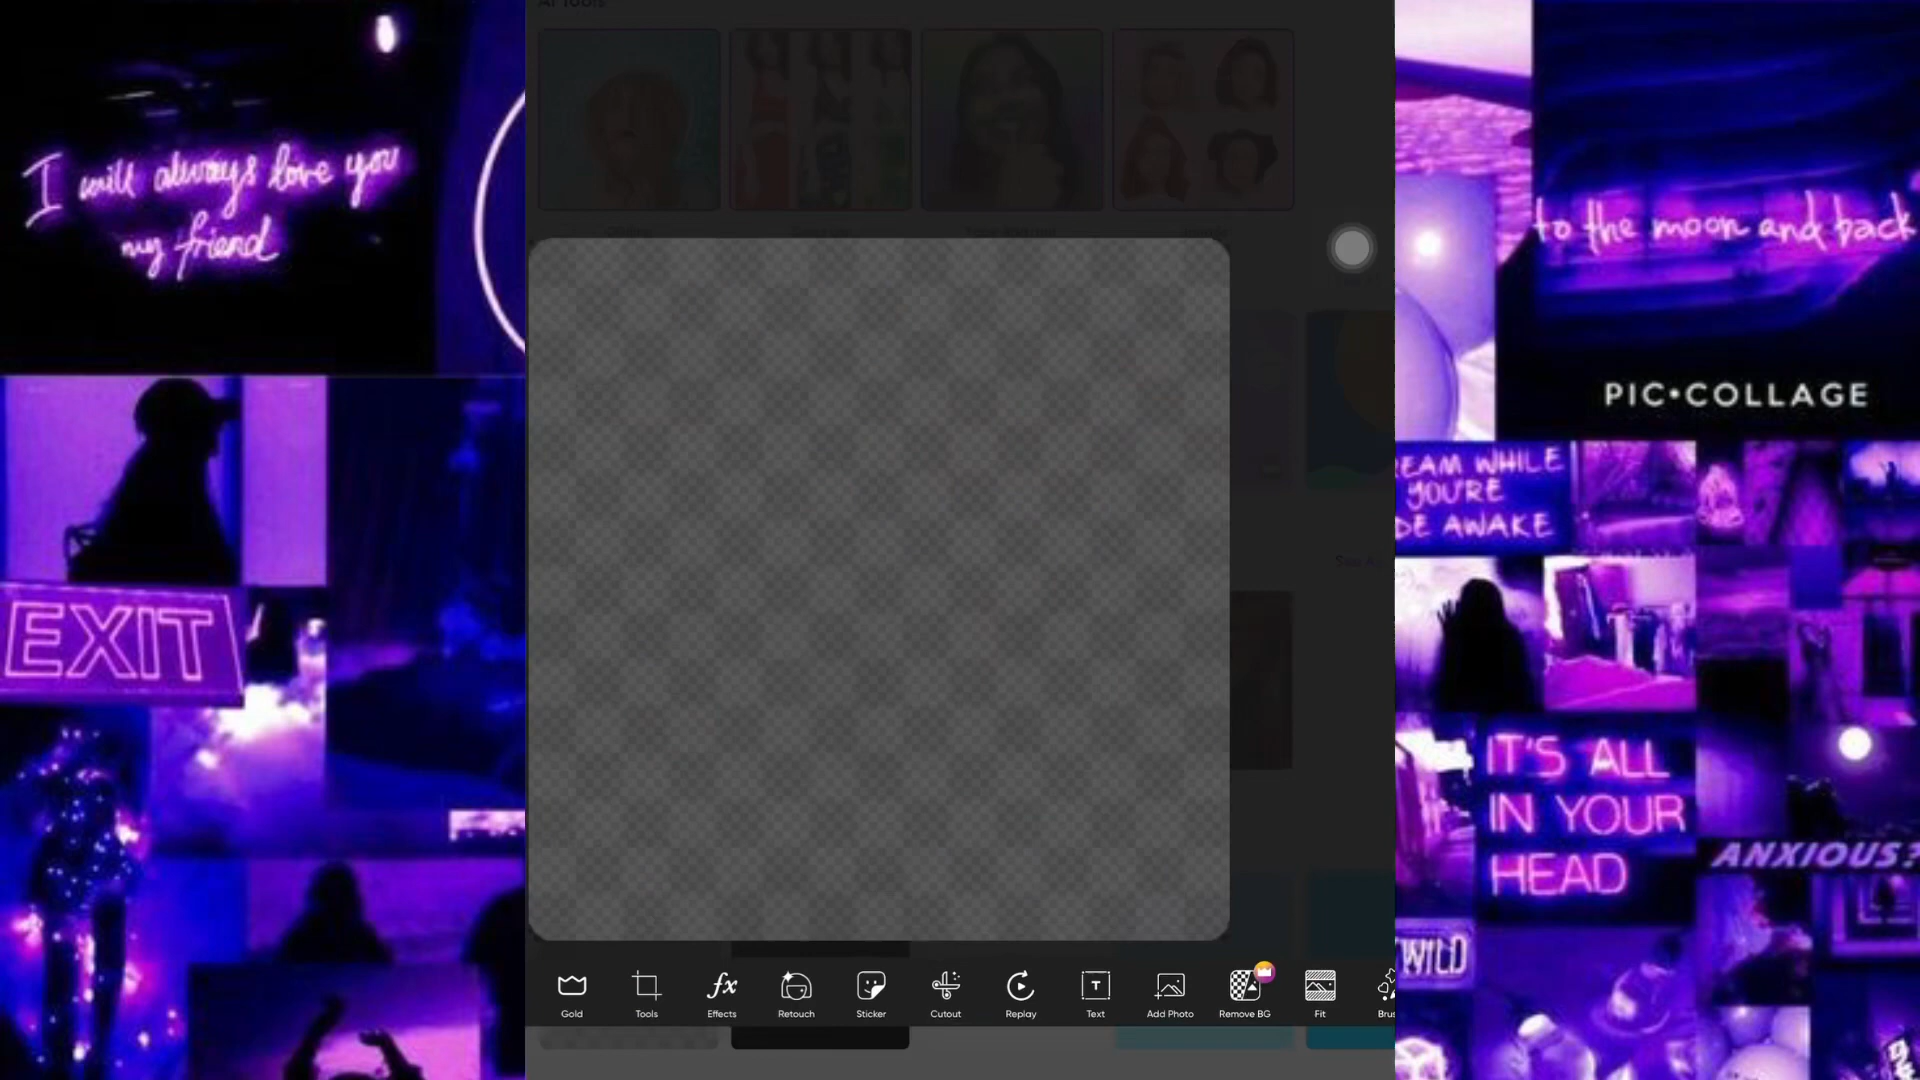 I will always love you
my friend
EXIT
AI Tools
Gold
Tools
Effects
Retouch
Sticker
Cutout
Replay
Text
Add Photo
Remove BG
Fit
to the moon and back
PIC•COLLAGE
EAM WHILE
YOU'RE
DE AWAKE
IT'S ALL
IN YOUR
HEAD
ANXIOUS?
WILD